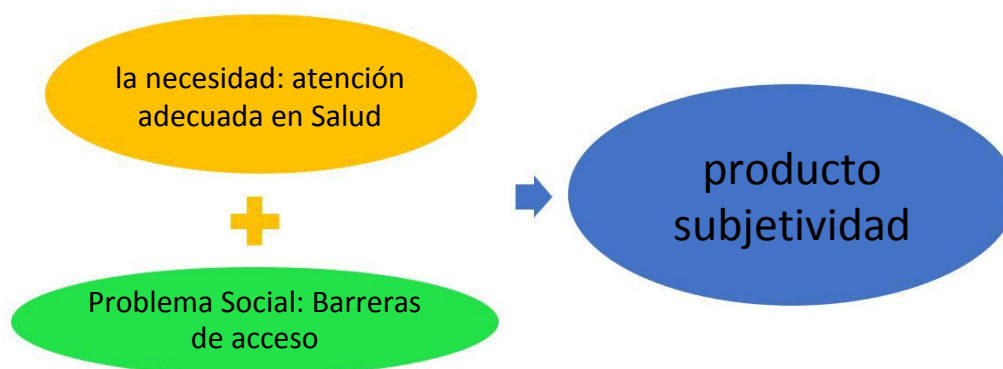 la necesidad: atención
adecuada en Salud
Problema Social: Barreras
de acceso
producto
subjetividad